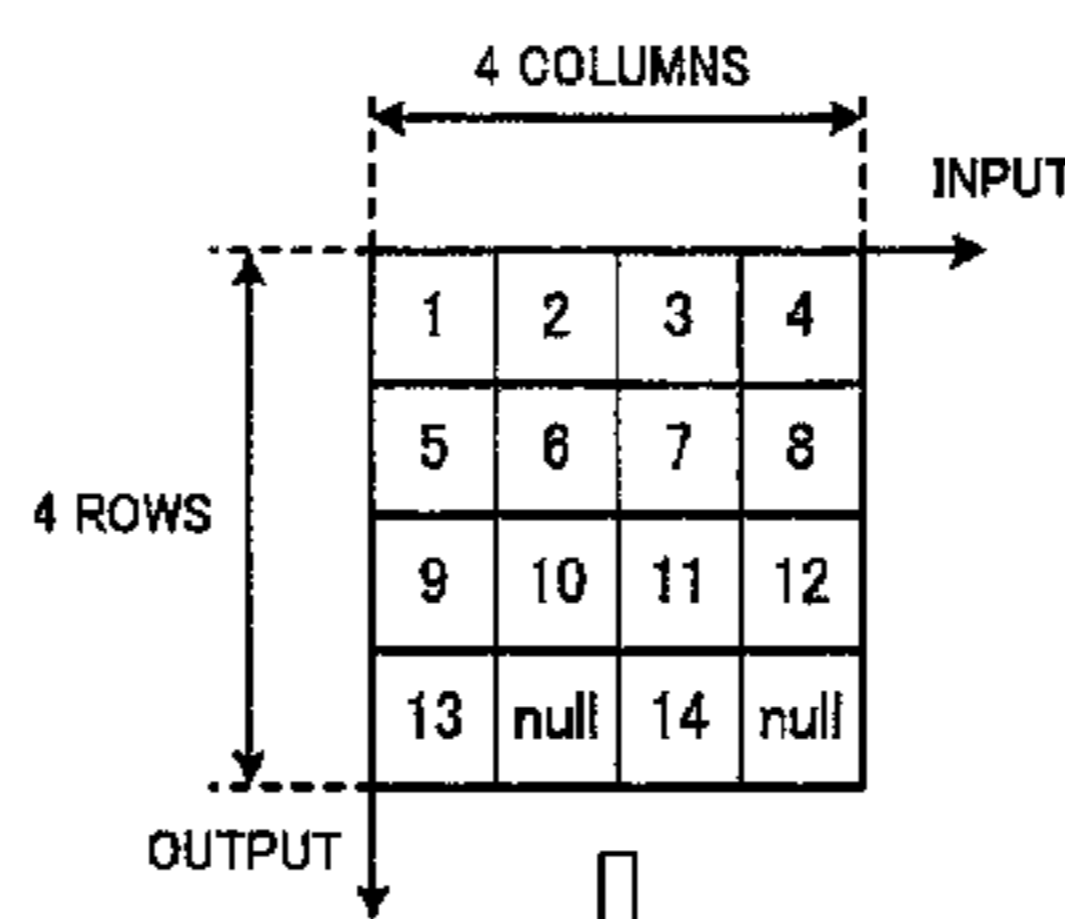 4 COLUMNS
INPUT
1 2 3 4
5 6 7 8
4 ROWS
9 10 11 12
13 null 14 null
OUTPUT